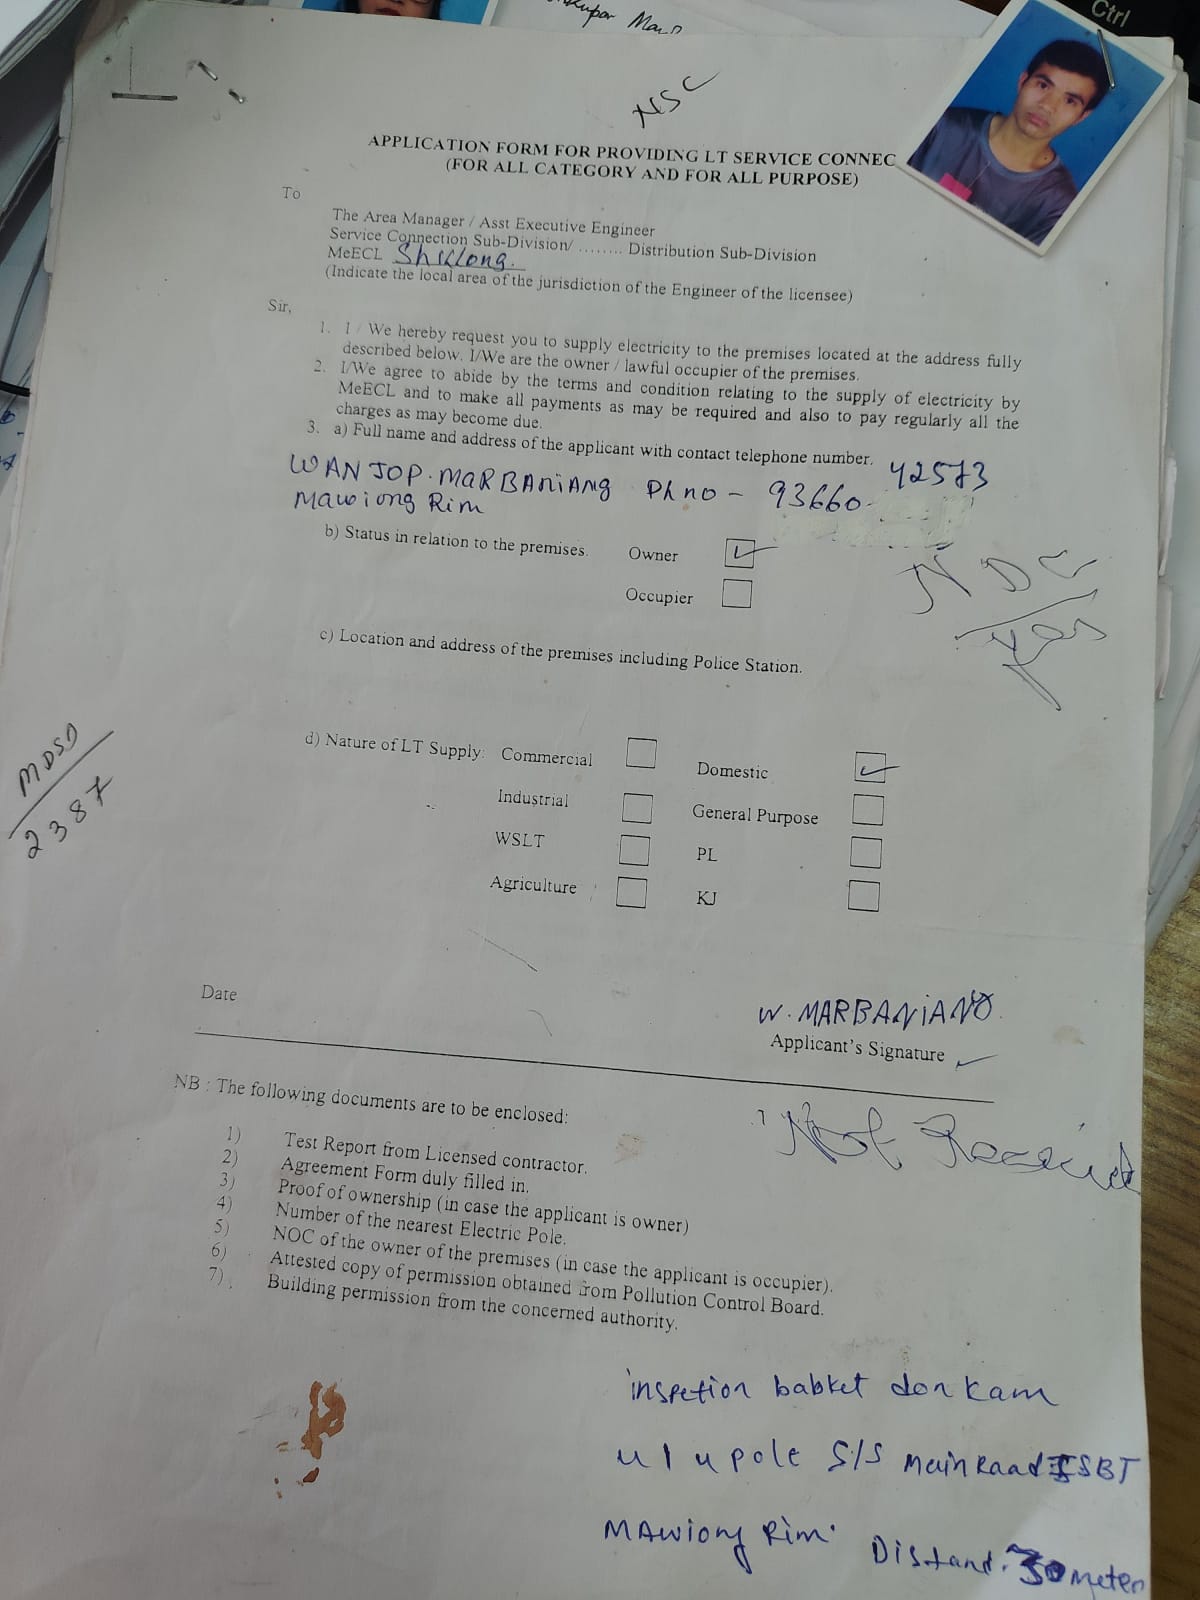 Ctrl
NSC
APPLICATION FORM FOR PROVIDING LT SERVICE CONNEC
(FOR ALL CATEGORY AND FOR ALL PURPOSE)
To
The Area Manager / Asst Executive Engineer
Service Connection Sub-Division/ ........ Distribution Sub-Division
MeECL Shillong.
(Indicate the local area of the jurisdiction of the Engineer of the licensee)
Sir,
1. I / We hereby request you to supply electricity to the premises located at the address fully
described below. I/We are the owner / lawful occupier of the premises.
2. I/We agree to abide by the terms and condition relating to the supply of electricity by
MeECL and to make all payments as may be required and also to pay regularly all the
charges as may become due.
3. a) Full name and address of the applicant with contact telephone number.
WANJOP. MARBANIANG Ph no - 93660- 42573
Mawiong Rim
b) Status in relation to the premises. Owner
Occupier
NDC
Yes
c) Location and address of the premises including Police Station.
MDSD
2387
d) Nature of LT Supply: Commercial Domestic
Industrial General Purpose
WSLT PL
Agriculture KJ
Date
W. MARBANIANG
Applicant's Signature
NB : The following documents are to be enclosed:
Not Received
1) Test Report from Licensed contractor.
2) Agreement Form duly filled in.
3) Proof of ownership (in case the applicant is owner)
4) Number of the nearest Electric Pole.
5) NOC of the owner of the premises (in case the applicant is occupier).
6) Attested copy of permission obtained from Pollution Control Board.
7) Building permission from the concerned authority.
inspetion babket donkam
pole S/S Main Raad ISBT
MAwiong Rim. Distand. 30 meter